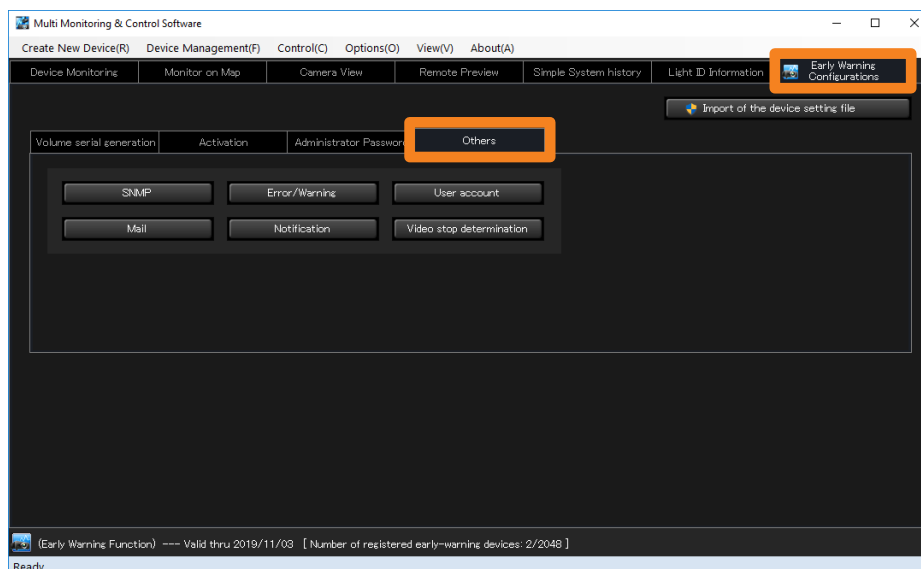 Multi Monitoring & Control Software
Create New Device(R) Device Management(F) Control(C) Options(O) View(V) About(A)
Device Monitoring Monitor on Map Camera View Remote Preview Simple System history Light ID Information Early Warning Configurations
Import of the device setting file
Volume serial generation Activation Administrator Passwor Others
SNMP Error/Warning User account
Mail Notification Video stop determination
(Early Warning Function) --- Valid thru 2019/11/03 [ Number of registered early-warning devices: 2/2048 ]
Ready